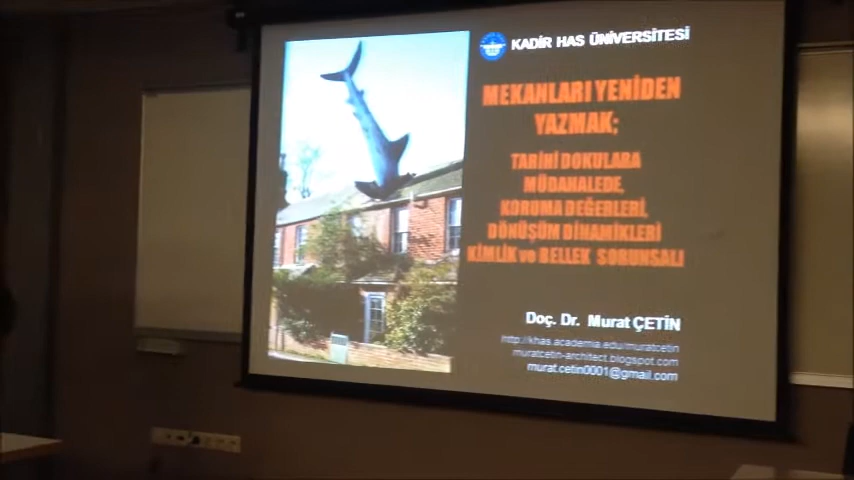 KADİR HAS ÜNİVERSİTESİ
MEKANLARI YENİDEN
YAZMAK;
TARİHİ DOKULARA
MÜDAHALEDE,
KORUMA DEĞERLERİ,
DÖNÜŞÜM DİNAMİKLERİ
KİMLİK ve BELLEK SORUNSALI
Doç. Dr. Murat ÇETİN
http://khas.academia.edu/muratcetin
muratcetin-architect.blogspot.com
murat.cetin0001@gmail.com